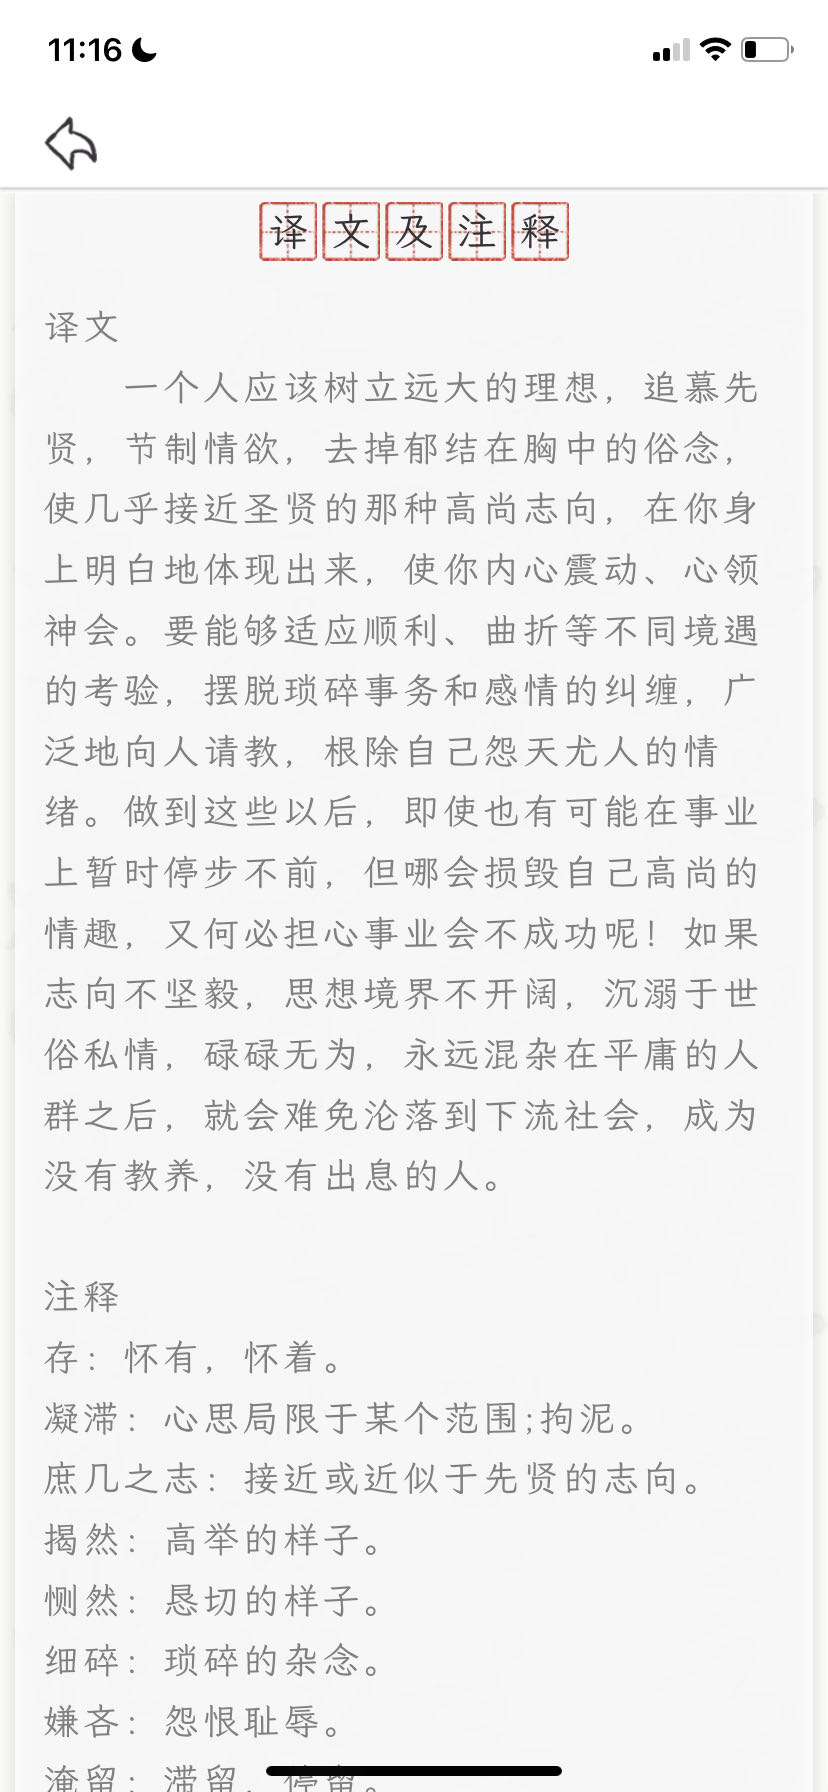 11:16
译文及注释
译文
一个人应该树立远大的理想，追慕先
贤，节制情欲，去掉郁结在胸中的俗念，
使几乎接近圣贤的那种高尚志向，在你身
上明白地体现出来，使你内心震动、心领
神会。要能够适应顺利、曲折等不同境遇
的考验，摆脱琐碎事务和感情的纠缠，广
泛地向人请教，根除自己怨天尤人的情
绪。做到这些以后，即使也有可能在事业
上暂时停步不前，但哪会损毁自己高尚的
情趣，又何必担心事业会不成功呢！如果
志向不坚毅，思想境界不开阔，沉溺于世
俗私情，碌碌无为，永远混杂在平庸的人
群之后，就会难免沦落到下流社会，成为
没有教养，没有出息的人。
注释
存：怀有，怀着。
凝滞：心思局限于某个范围;拘泥。
庶几之志：接近或近似于先贤的志向。
揭然：高举的样子。
恻然：恳切的样子。
细碎：琐碎的杂念。
嫌吝：怨恨耻辱。
淹留：滞留，停留。